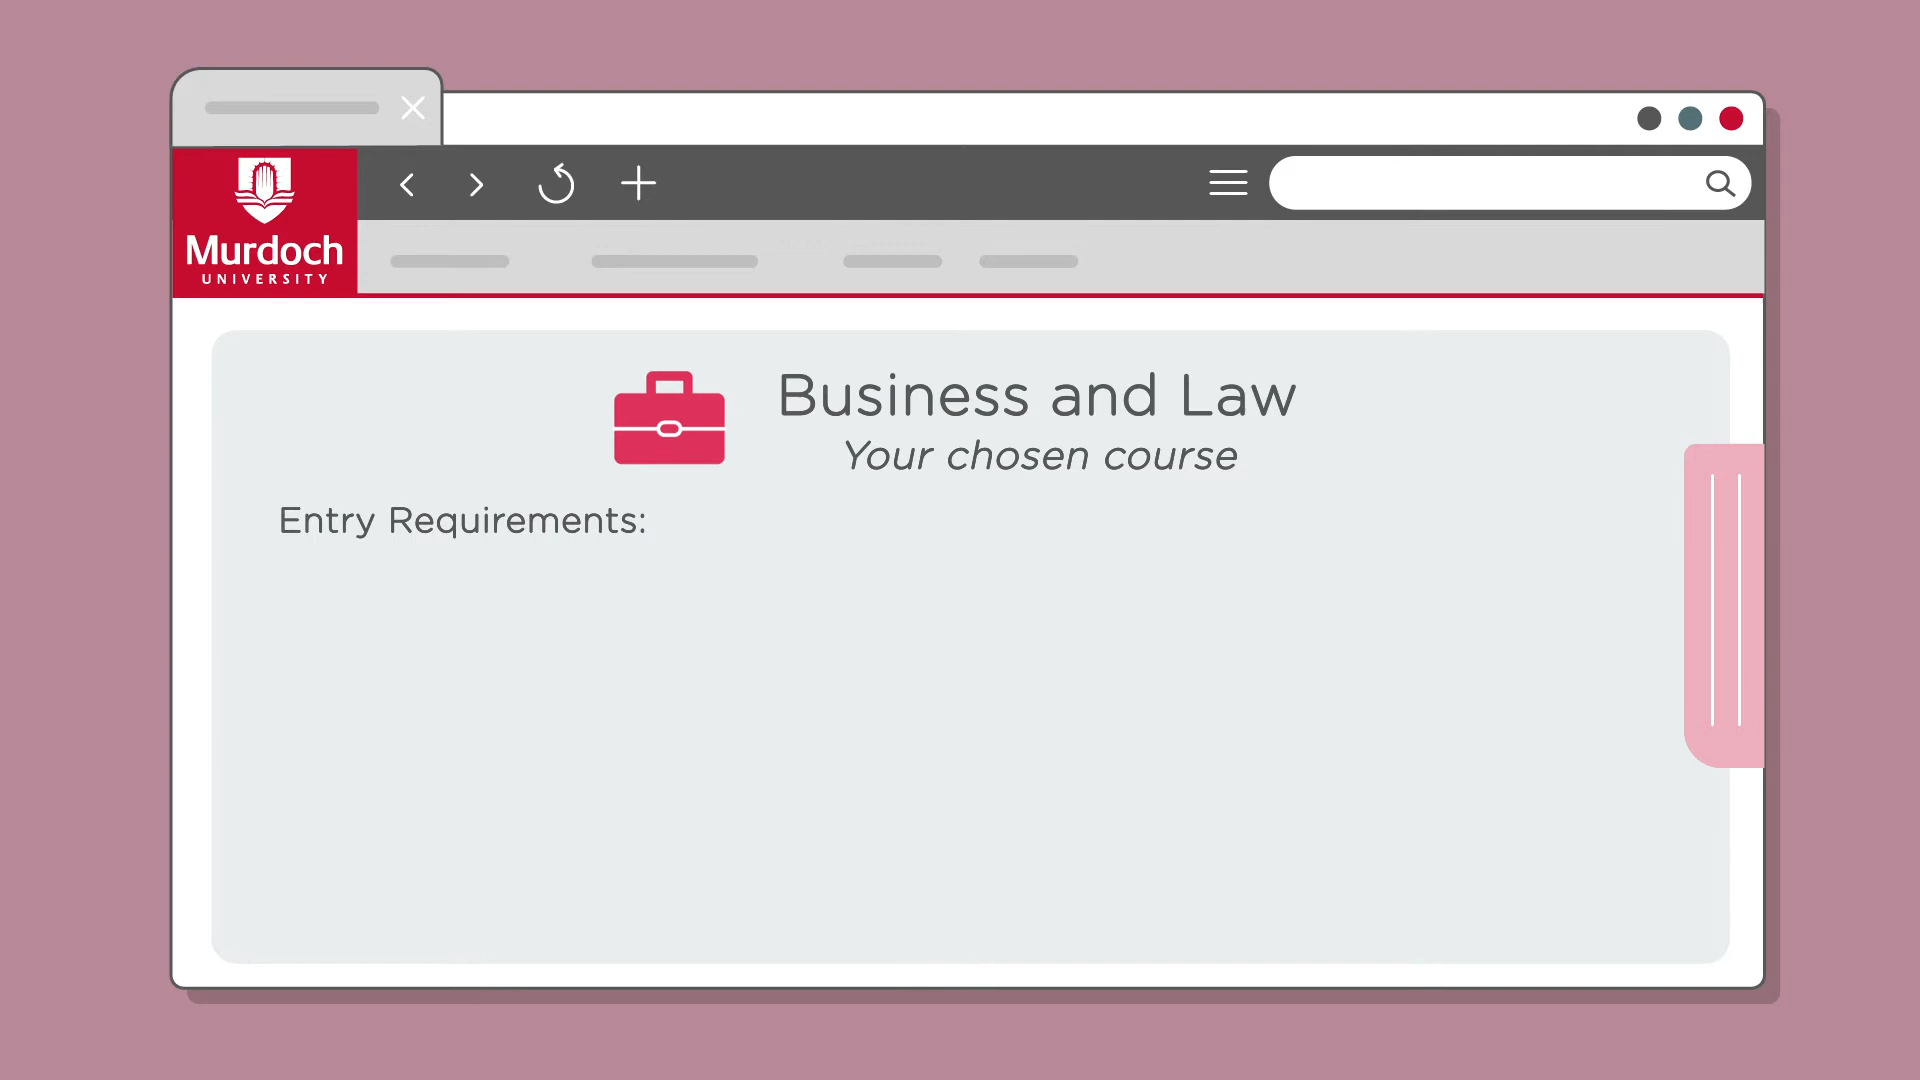 Murdoch
UNIVERSITY
Business and Law
Your chosen course
Entry Requirements: